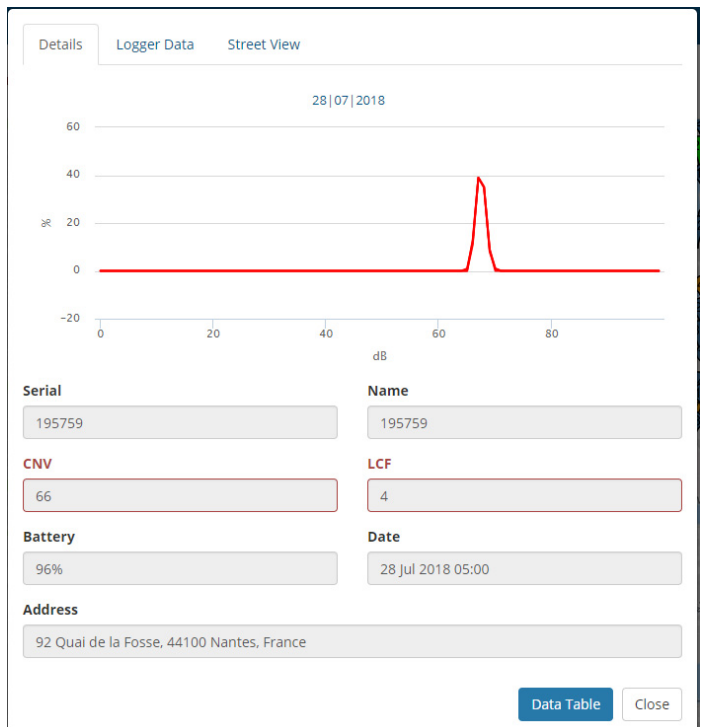 Details Logger Data Street View
28|07|2018
60
40
20
0
−20
%
0 20 40 60 80
dB
Serial Name
195759 195759
CNV LCF
66 4
Battery Date
96% 28 Jul 2018 05:00
Address
92 Quai de la Fosse, 44100 Nantes, France
Data Table Close